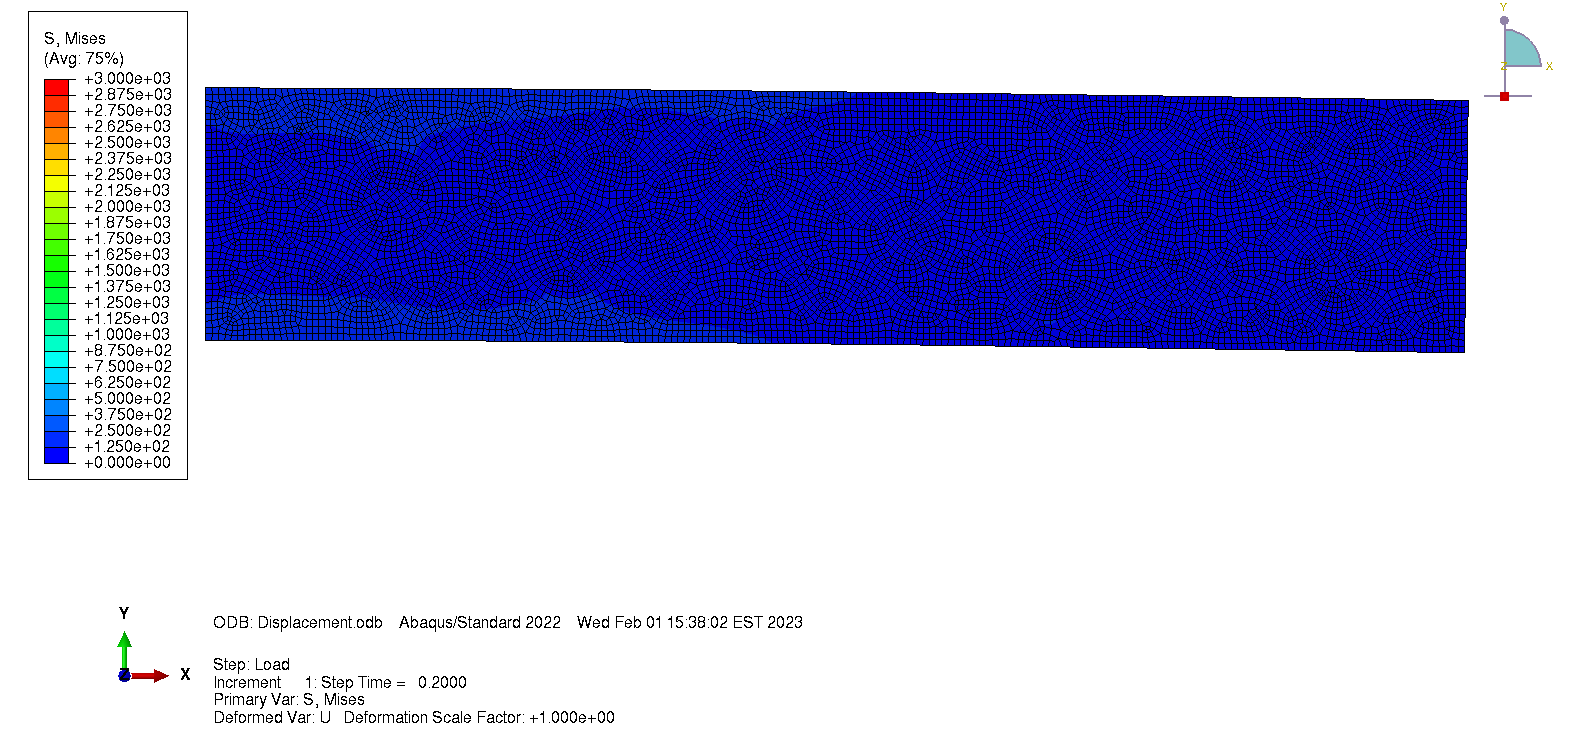 S, Mises
(Avg: 75%)
+3.000e+03
+2.875e+03
+2.750e+03
+2.625e+03
+2.500e+03
+2.375e+03
+2.250e+03
+2.125e+03
+2.000e+03
+1.875e+03
+1.750e+03
+1.625e+03
+1.500e+03
+1.375e+03
+1.250e+03
+1.125e+03
+1.000e+03
+8.750e+02
+7.500e+02
+6.250e+02
+5.000e+02
+3.750e+02
+2.500e+02
+1.250e+02
+0.000e+00
Y
Z X
Y
Z X
ODB: Displacement.odb Abaqus/Standard 2022 Wed Feb 01 15:38:02 EST 2023
Step: Load
Increment 1: Step Time = 0.2000
Primary Var: S, Mises
Deformed Var: U Deformation Scale Factor: +1.000e+00